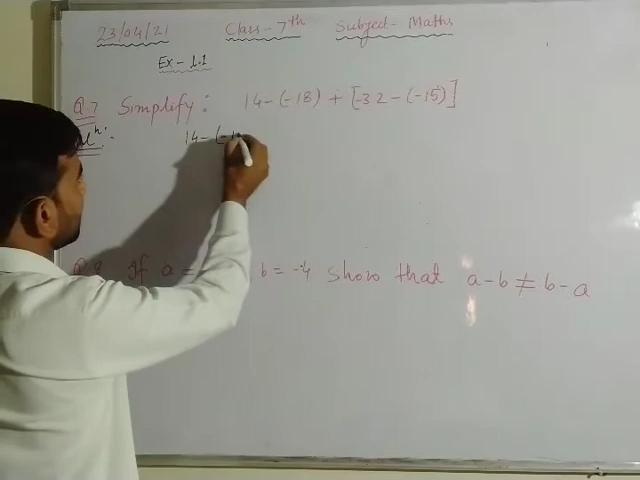 23/04/21 Class-7th Subject-Maths
Ex-1.1
Q.7 Simplify: 14-(-18) + [-32-(-15)]
14-(-1
Q.8 If a = b = -4 show that a-b ≠ b-a